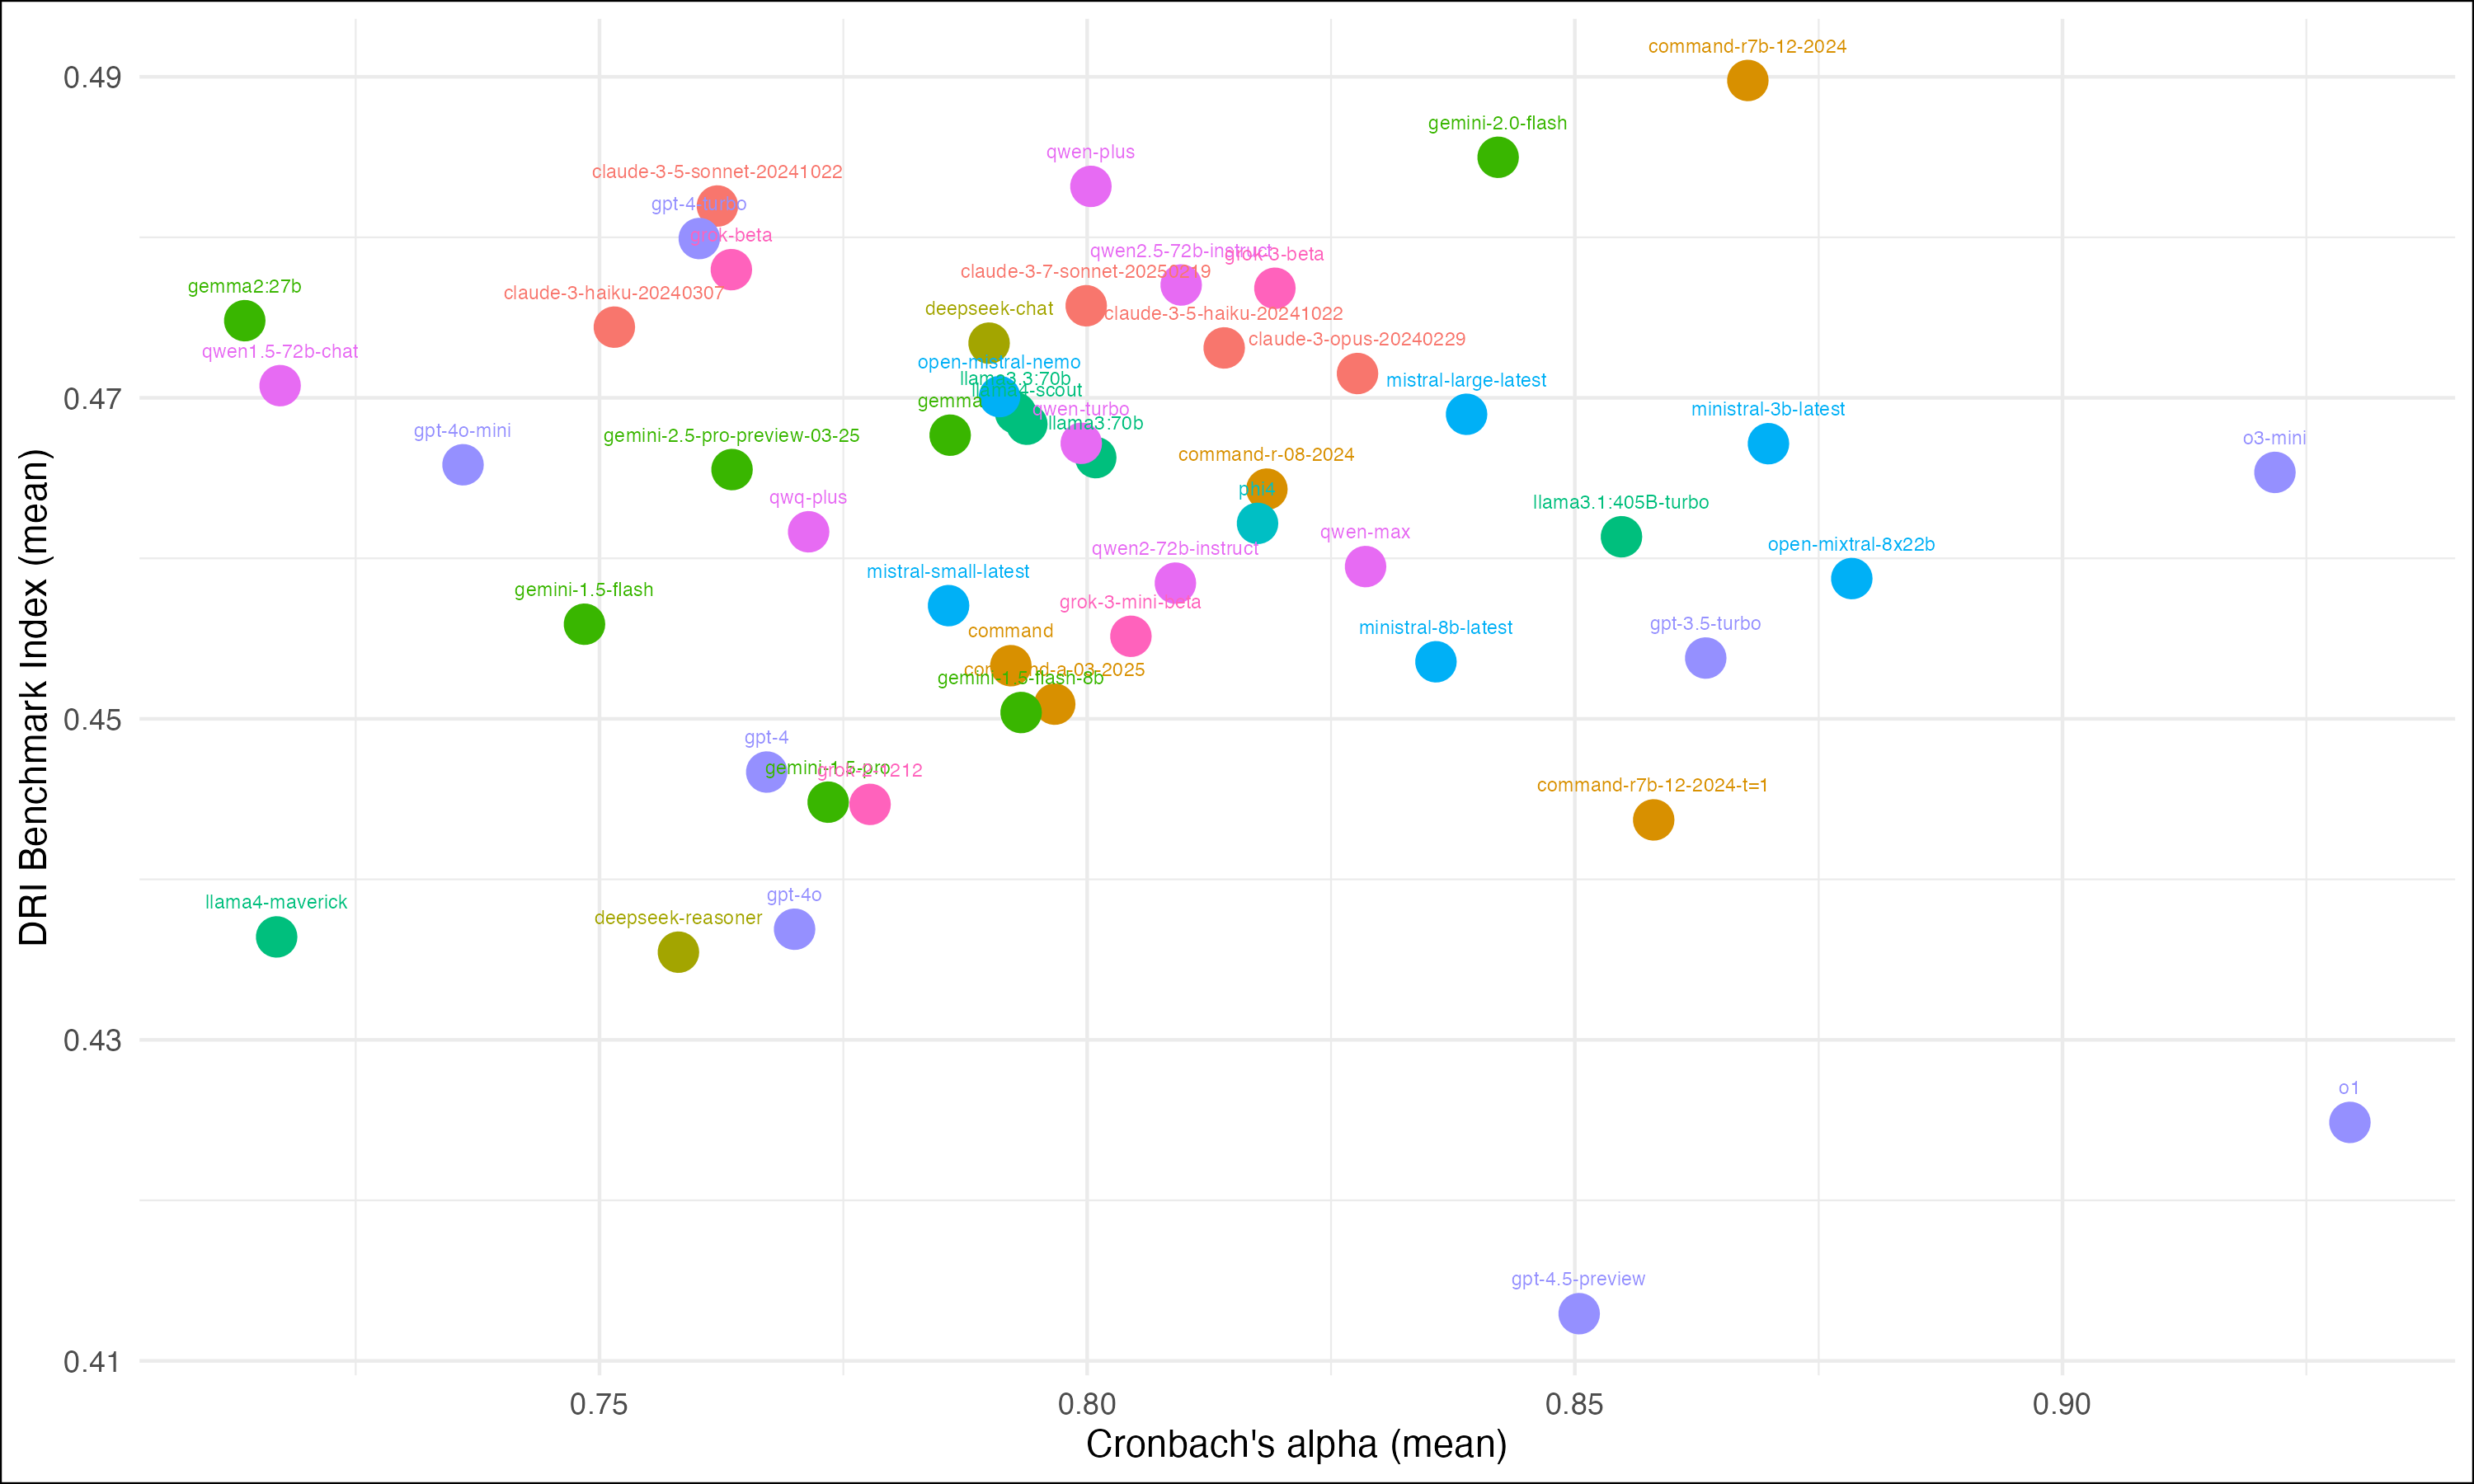 command-r7b-12-2024
0.49
gemini-2.0-flash
qwen-plus
claude-3-5-sonnet-20241022
gpt-4-turbo
grok-beta
qwen2.5-72b-instruct
grok-3-beta
claude-3-7-sonnet-20250219
gemma2:27b
claude-3-haiku-20240307
deepseek-chat
claude-3-5-haiku-20241022
claude-3-opus-20240229
qwen1.5-72b-chat
open-mistral-nemo
llama3.3:70b
mistral-large-latest
llama4-scout
0.47
gemma
qwen-turbo
ministral-3b-latest
llama3:70b
gpt-4o-mini
gemini-2.5-pro-preview-03-25
o3-mini
command-r-08-2024
phi4
qwq-plus
llama3.1:405B-turbo
qwen-max
open-mixtral-8x22b
qwen2-72b-instruct
mistral-small-latest
gemini-1.5-flash
grok-3-mini-beta
command
ministral-8b-latest
gpt-3.5-turbo
command-a-03-2025
gemini-1.5-flash-8b
0.45
gpt-4
gemini-1.5-pro
grok-2-1212
command-r7b-12-2024-t=1
gpt-4o
llama4-maverick
deepseek-reasoner
0.43
o1
gpt-4.5-preview
0.41
0.75
0.80
0.85
0.90
Cronbach's alpha (mean)
DRI Benchmark Index (mean)